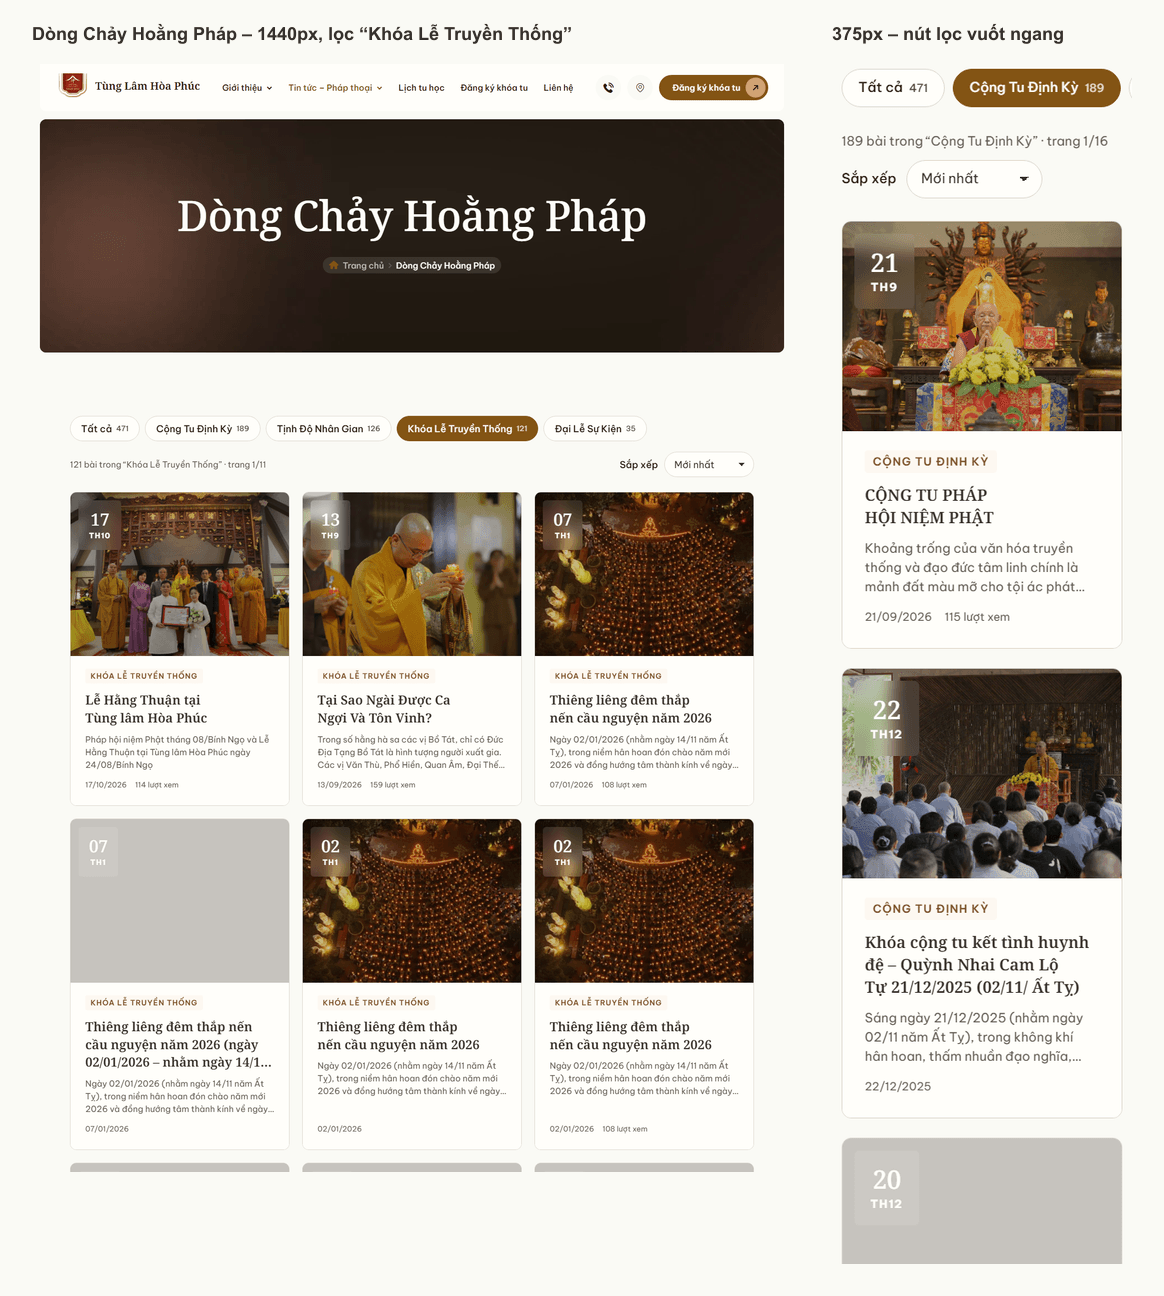 Dòng Chảy Hoằng Pháp – 1440px, lọc “Khóa Lễ Truyền Thống”
Tùng Lâm Hòa Phúc
Giới thiệu
Tin tức – Pháp thoại
Lịch tu học
Đăng ký khóa tu
Liên hệ
Đăng ký khóa tu
Dòng Chảy Hoằng Pháp
Trang chủ › Dòng Chảy Hoằng Pháp
Tất cả 471
Cộng Tu Định Kỳ 189
Tịnh Độ Nhân Gian 126
Khóa Lễ Truyền Thống 121
Đại Lễ Sự Kiện 35
121 bài trong “Khóa Lễ Truyền Thống” · trang 1/11
Sắp xếp
Mới nhất
17
TH10
KHÓA LỄ TRUYỀN THỐNG
Lễ Hằng Thuận tại
Tùng lâm Hòa Phúc
Pháp hội niệm Phật tháng 08/Bính Ngọ và Lễ
Hằng Thuận tại Tùng lâm Hòa Phúc ngày
24/08/Bính Ngọ
17/10/2026 114 lượt xem
13
TH9
KHÓA LỄ TRUYỀN THỐNG
Tại Sao Ngài Được Ca
Ngợi Và Tôn Vinh?
Trong số hằng hà sa các vị Bồ Tát, chỉ có Đức
Địa Tạng Bồ Tát là hình tượng người xuất gia.
Các vị Văn Thù, Phổ Hiền, Quan Âm, Đại Thế...
13/09/2026 159 lượt xem
07
TH1
KHÓA LỄ TRUYỀN THỐNG
Thiêng liêng đêm thắp
nến cầu nguyện năm 2026
Ngày 02/01/2026 (nhằm ngày 14/11 năm Ất
Tỵ), trong niềm hân hoan đón chào năm mới
2026 và đồng hướng tâm thành kính về ngày...
07/01/2026 108 lượt xem
07
TH1
KHÓA LỄ TRUYỀN THỐNG
Thiêng liêng đêm thắp nến
cầu nguyện năm 2026 (ngày
02/01/2026 – nhằm ngày 14/1...
Ngày 02/01/2026 (nhằm ngày 14/11 năm Ất
Tỵ), trong niềm hân hoan đón chào năm mới
2026 và đồng hướng tâm thành kính về ngày...
07/01/2026
02
TH1
KHÓA LỄ TRUYỀN THỐNG
Thiêng liêng đêm thắp
nến cầu nguyện năm 2026
Ngày 02/01/2026 (nhằm ngày 14/11 năm Ất
Tỵ), trong niềm hân hoan đón chào năm mới
2026 và đồng hướng tâm thành kính về ngày...
02/01/2026
02
TH1
KHÓA LỄ TRUYỀN THỐNG
Thiêng liêng đêm thắp
nến cầu nguyện năm 2026
Ngày 02/01/2026 (nhằm ngày 14/11 năm Ất
Tỵ), trong niềm hân hoan đón chào năm mới
2026 và đồng hướng tâm thành kính về ngày...
02/01/2026 108 lượt xem
375px – nút lọc vuốt ngang
Tất cả 471
Cộng Tu Định Kỳ 189
189 bài trong “Cộng Tu Định Kỳ” · trang 1/16
Sắp xếp
Mới nhất
21
TH9
CỘNG TU ĐỊNH KỲ
CỘNG TU PHÁP
HỘI NIỆM PHẬT
Khoảng trống của văn hóa truyền
thống và đạo đức tâm linh chính là
mảnh đất màu mỡ cho tội ác phát...
21/09/2026 115 lượt xem
22
TH12
CỘNG TU ĐỊNH KỲ
Khóa cộng tu kết tình huynh
đệ – Quỳnh Nhai Cam Lộ
Tự 21/12/2025 (02/11/ Ất Tỵ)
Sáng ngày 21/12/2025 (nhằm ngày
02/11 năm Ất Tỵ), trong không khí
hân hoan, thấm nhuần đạo nghĩa,...
22/12/2025
20
TH12